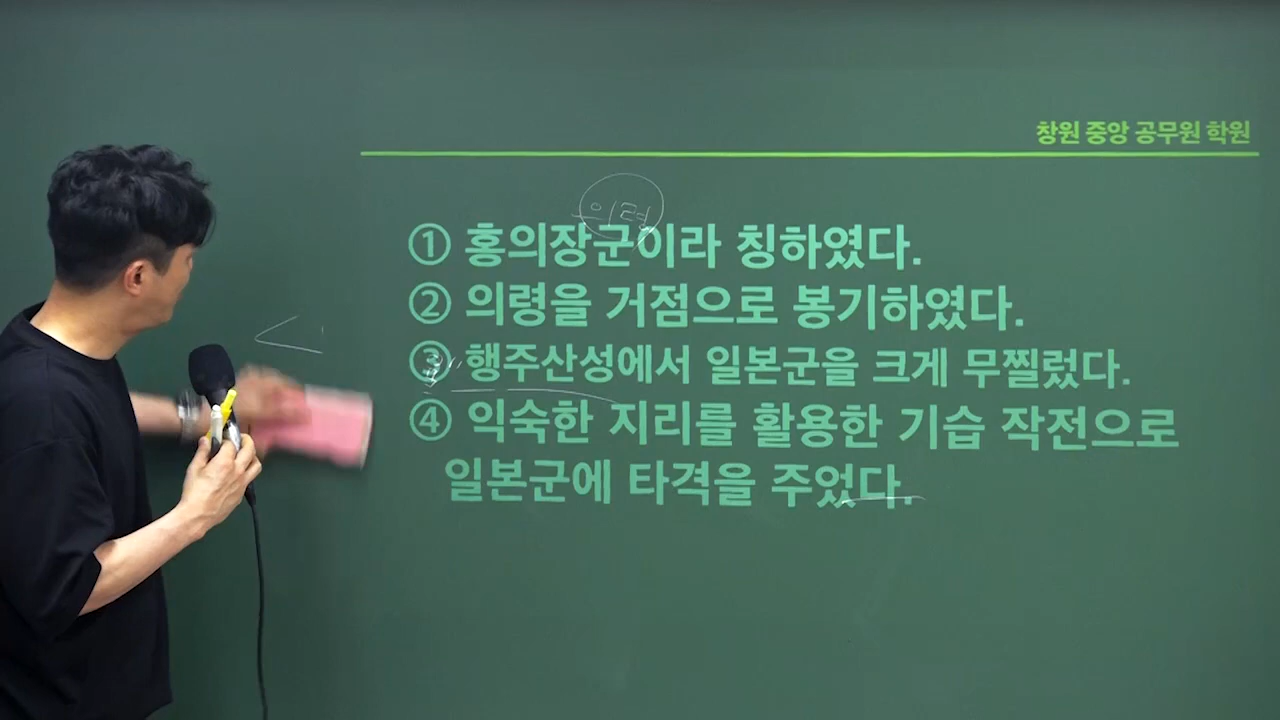 창원 중앙 공무원 학원
의령
① 홍의장군이라 칭하였다.
② 의령을 거점으로 봉기하였다.
③ 행주산성에서 일본군을 크게 무찔렀다.
④ 익숙한 지리를 활용한 기습 작전으로
일본군에 타격을 주었다.